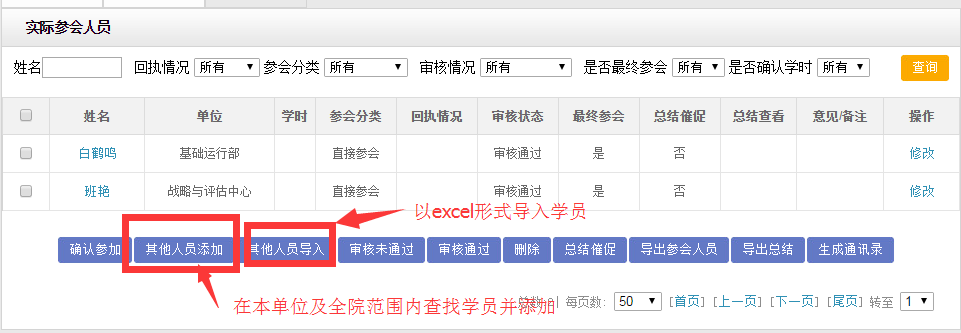 实际参会人员
姓名 回执情况 所有 参会分类 所有 审核情况 所有 是否最终参会 所有 是否确认学时 所有 查询
姓名 单位 学时 参会分类 回执情况 审核状态 最终参会 总结催促 总结查看 意见/备注 操作
白鹤鸣 基础运行部 直接参会 审核通过 是 否 修改
班艳 战略与评估中心 直接参会 审核通过 是 否 修改
以excel形式导入学员
确认参加 其他人员添加 其他人员导入 审核未通过 审核通过 删除 总结催促 导出参会人员 导出总结 生成通讯录
在本单位及全院范围内查找学员并添加
每页数: 50 [首页] [上一页] [下一页] [尾页] 转至 1